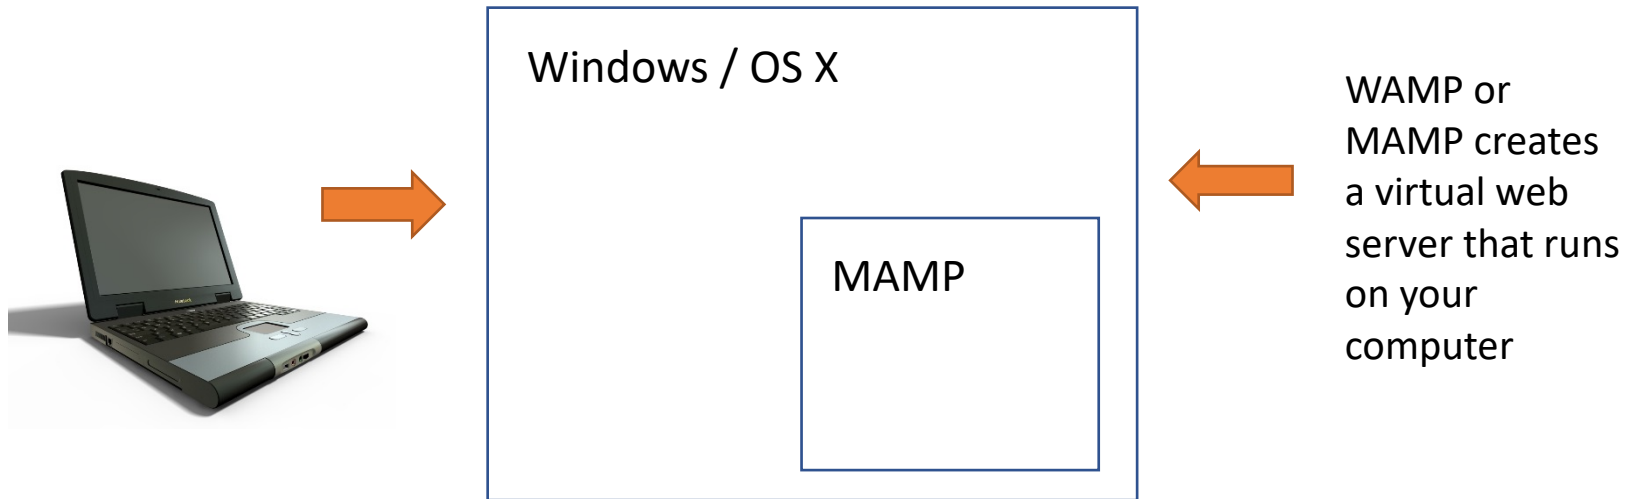 Windows / OS X
MAMP
WAMP or
MAMP creates
a virtual web
server that runs
on your
computer